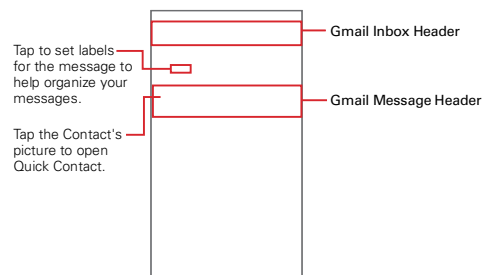 Gmail Inbox Header
Tap to set labels
for the message to
help organize your
messages.
Gmail Message Header
Tap the Contact's
picture to open
Quick Contact.